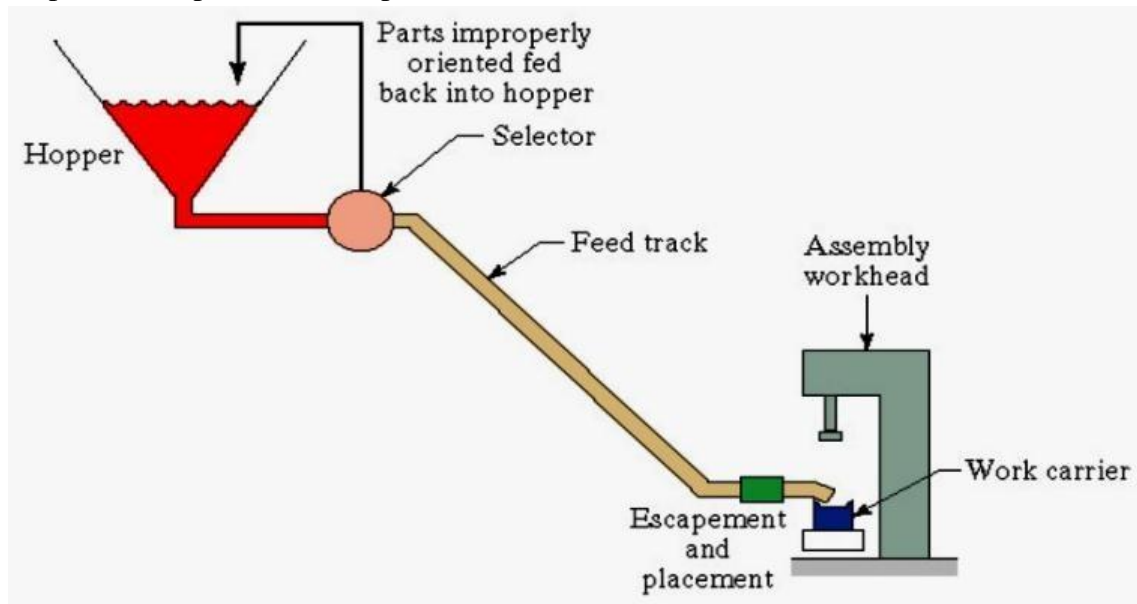 Parts improperly
oriented fed
back into hopper
Selector
Hopper
Feed track
Assembly
workhead
Work carrier
Escapement
and
placement